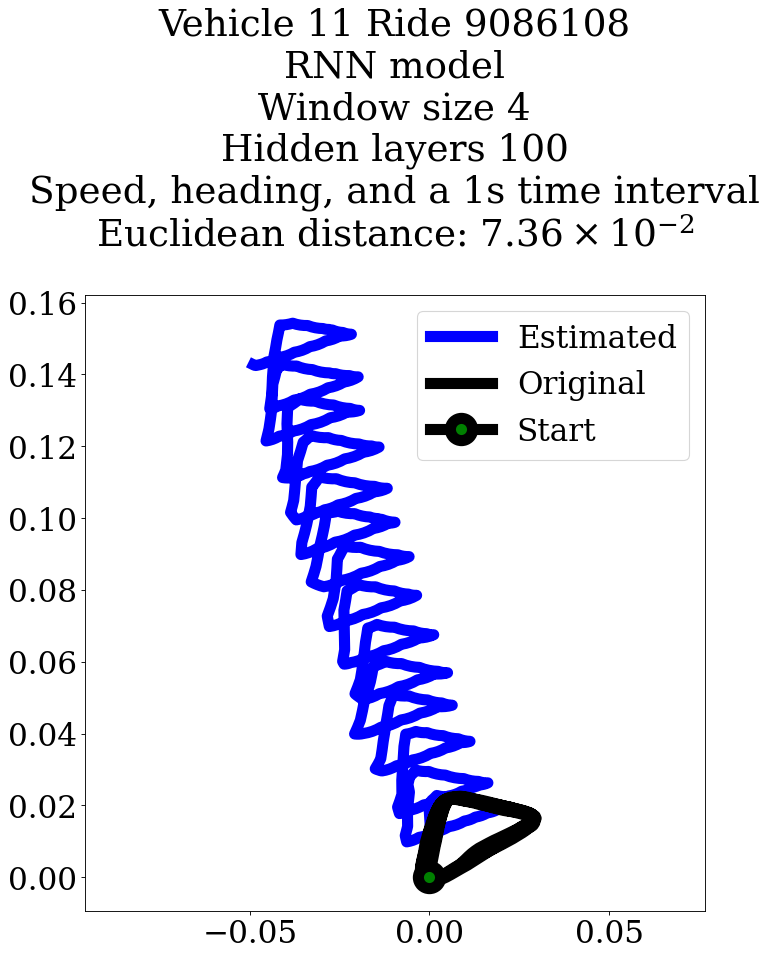 Vehicle 11 Ride 9086108
RNN model
Window size 4
Hidden layers 100
Speed, heading, and a 1s time interval
Euclidean distance: 7.36 × 10⁻²
0.16
0.14
0.12
0.10
0.08
0.06
0.04
0.02
0.00
Estimated
Original
Start
−0.05 0.00 0.05